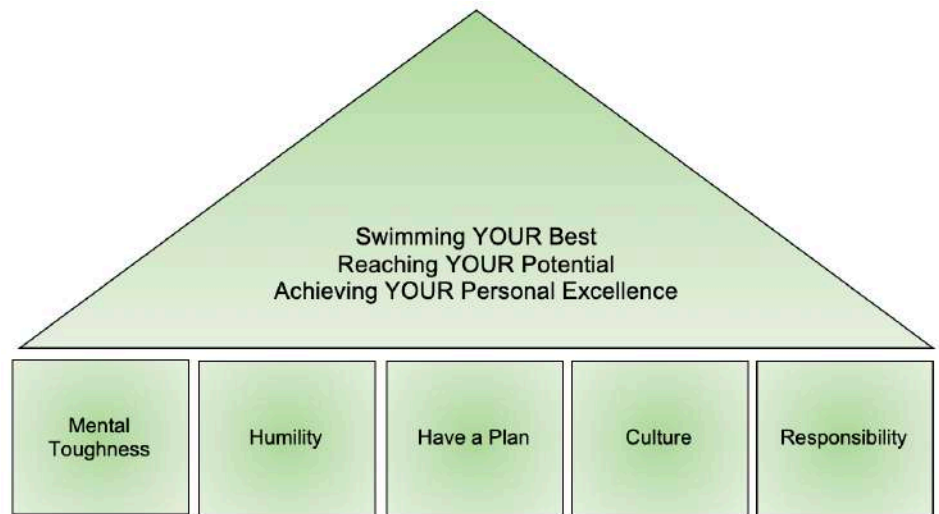 Swimming YOUR Best
Reaching YOUR Potential
Achieving YOUR Personal Excellence
Mental
Toughness
Humility
Have a Plan
Culture
Responsibility